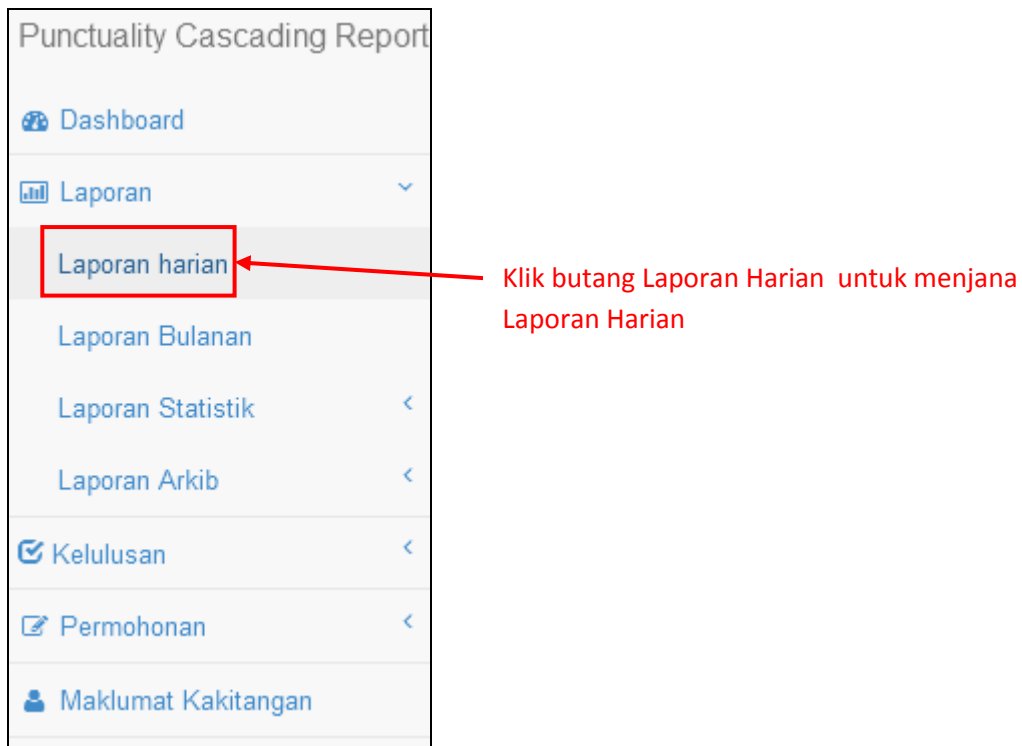 Punctuality Cascading Report
Dashboard
Laporan
Laporan harian
Klik butang Laporan Harian  untuk menjana
Laporan Harian
Laporan Bulanan
Laporan Statistik
Laporan Arkib
Kelulusan
Permohonan
Maklumat Kakitangan